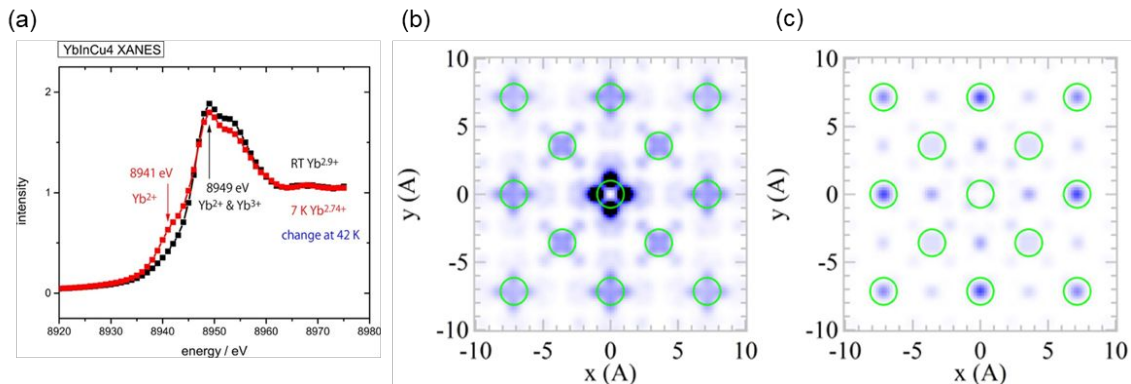 (a)
YbInCu4 XANES
2
1
0
intensity
8941 eV
Yb2+
8949 eV
Yb2+ & Yb3+
RT Yb2.9+
7 K Yb2.74+
change at 42 K
8920 8930 8940 8950 8960 8970 8980
energy / eV
(b)
10
5
0
-5
-10
y (A)
-10 -5 0 5 10
x (A)
(c)
10
5
0
-5
-10
y (A)
-10 -5 0 5 10
x (A)